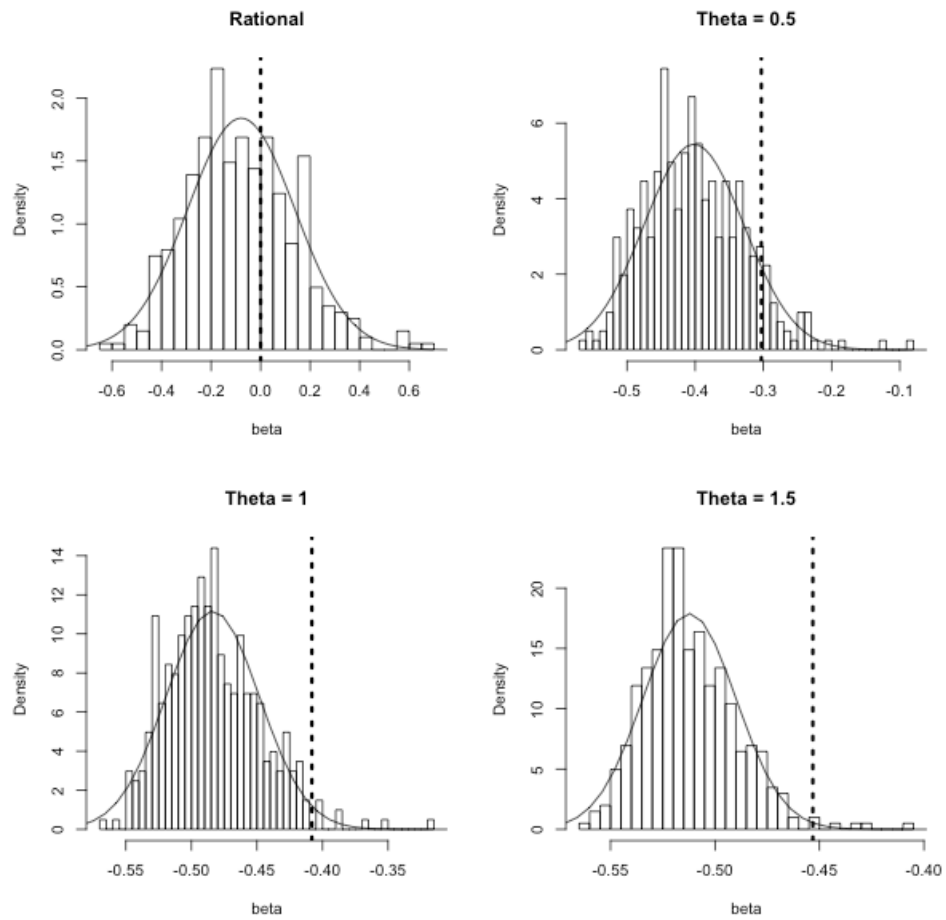 Rational
Density
0.0 0.5 1.0 1.5 2.0
-0.6 -0.4 -0.2 0.0 0.2 0.4 0.6
beta
Theta = 0.5
Density
0 2 4 6
-0.5 -0.4 -0.3 -0.2 -0.1
beta
Theta = 1
Density
0 2 4 6 8 10 12 14
-0.55 -0.50 -0.45 -0.40 -0.35
beta
Theta = 1.5
Density
0 5 10 15 20
-0.55 -0.50 -0.45 -0.40
beta